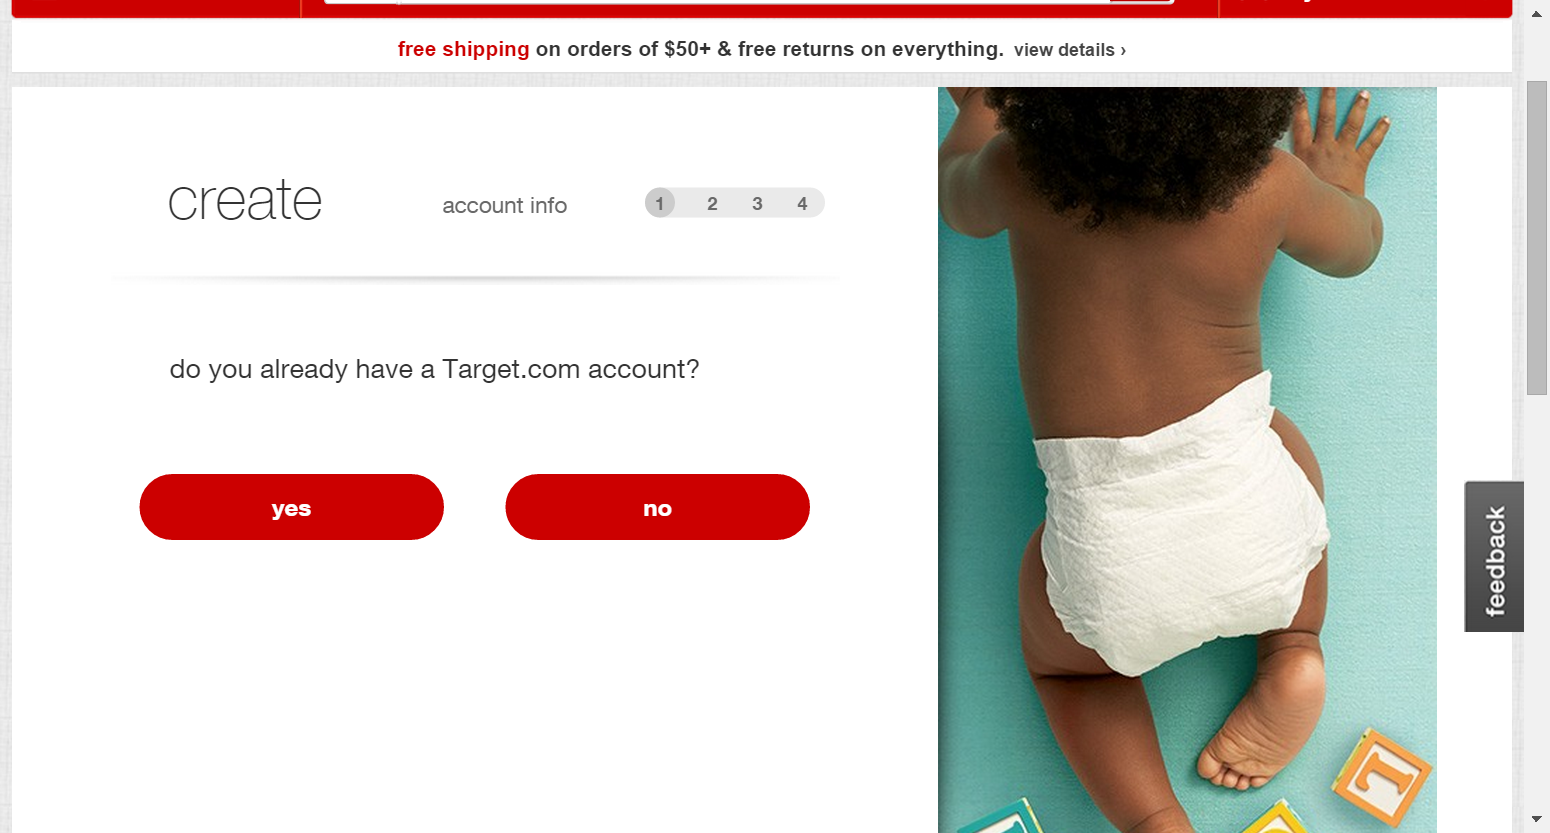 free shipping on orders of $50+ & free returns on everything. view details ›
create
account info
1 2 3 4
do you already have a Target.com account?
yes
no
feedback